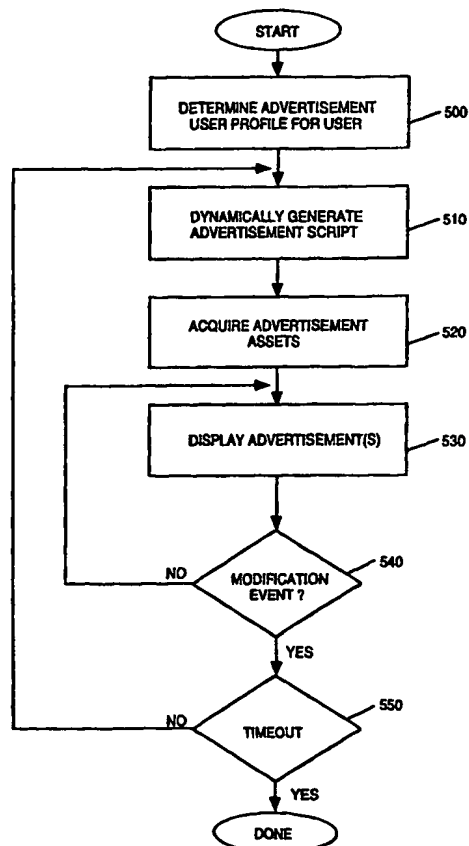 START
DETERMINE ADVERTISEMENT
USER PROFILE FOR USER
500
DYNAMICALLY GENERATE
ADVERTISEMENT SCRIPT
510
ACQUIRE ADVERTISEMENT
ASSETS
520
DISPLAY ADVERTISEMENT(S)
530
540
NO
MODIFICATION
EVENT ?
YES
550
NO
TIMEOUT
YES
DONE